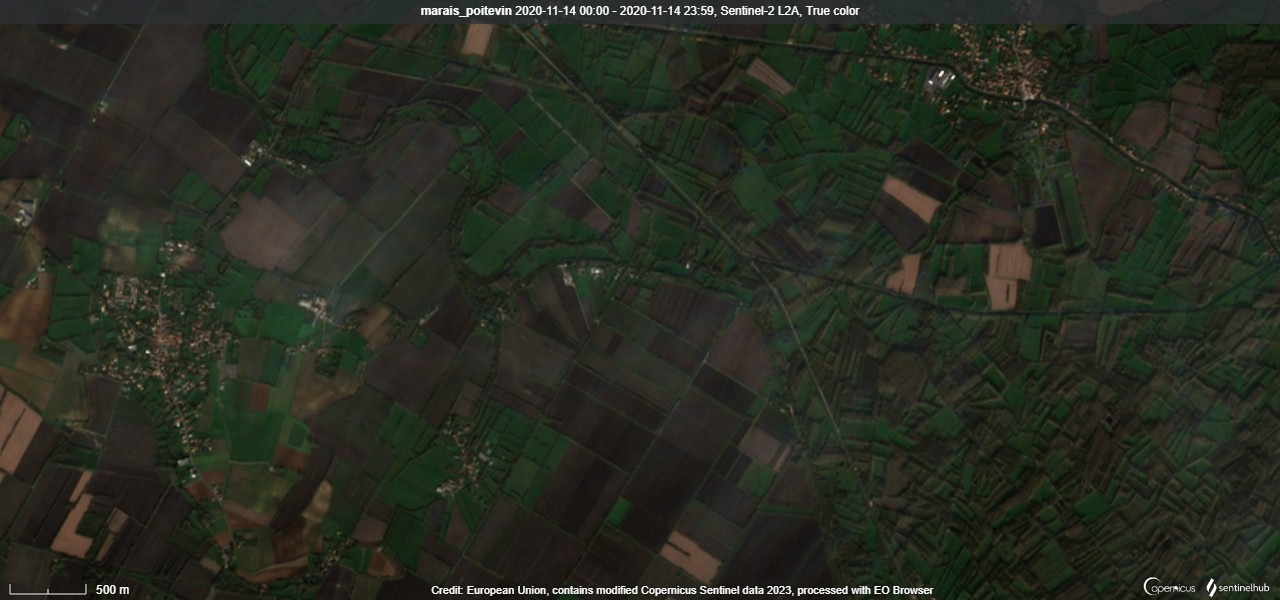 marais_poitevin 2020-11-14 00:00 - 2020-11-14 23:59, Sentinel-2 L2A, True color
500 m
Credit: European Union, contains modified Copernicus Sentinel data 2023, processed with EO Browser
opernicus
sentinelhub